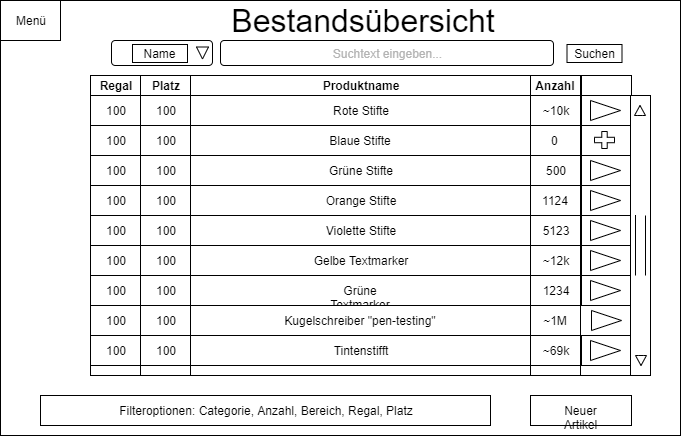 Menü
Bestandsübersicht
Name Suchtext eingeben... Suchen
Regal Platz Produktname Anzahl
100 100 Rote Stifte ~10k
100 100 Blaue Stifte 0
100 100 Grüne Stifte 500
100 100 Orange Stifte 1124
100 100 Violette Stifte 5123
100 100 Gelbe Textmarker ~12k
100 100 Grüne 1234
Textmarker
100 100 Kugelschreiber "pen-testing" ~1M
100 100 Tintenstifft ~69k
Filteroptionen: Categorie, Anzahl, Bereich, Regal, Platz Neuer
Artikel